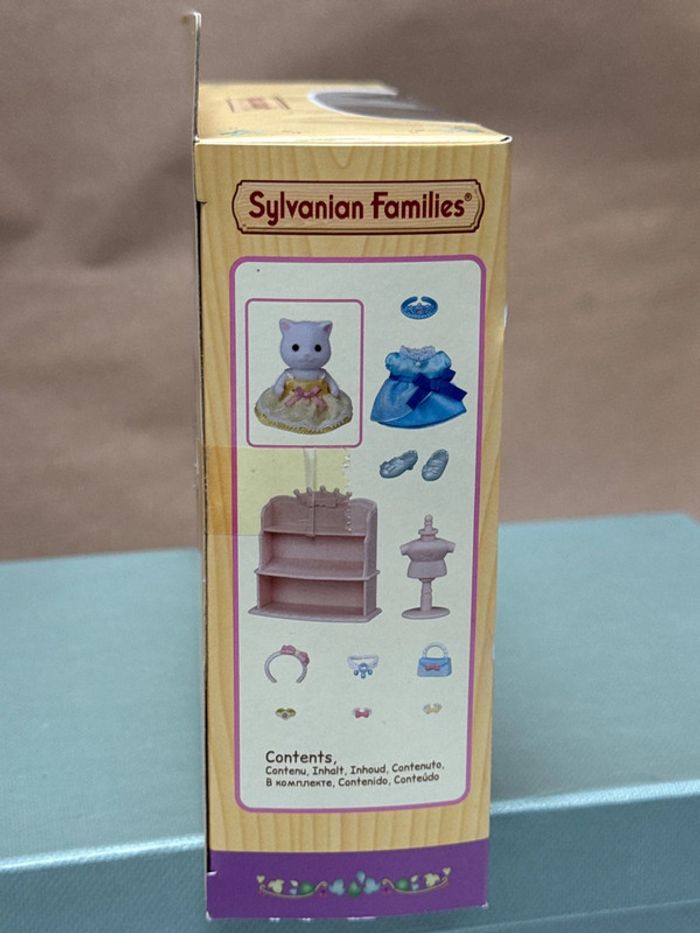 Sylvanian Families®
Contents,
Contenu, Inhalt, Inhoud, Contenuto,
В комплекте, Contenido, Conteúdo